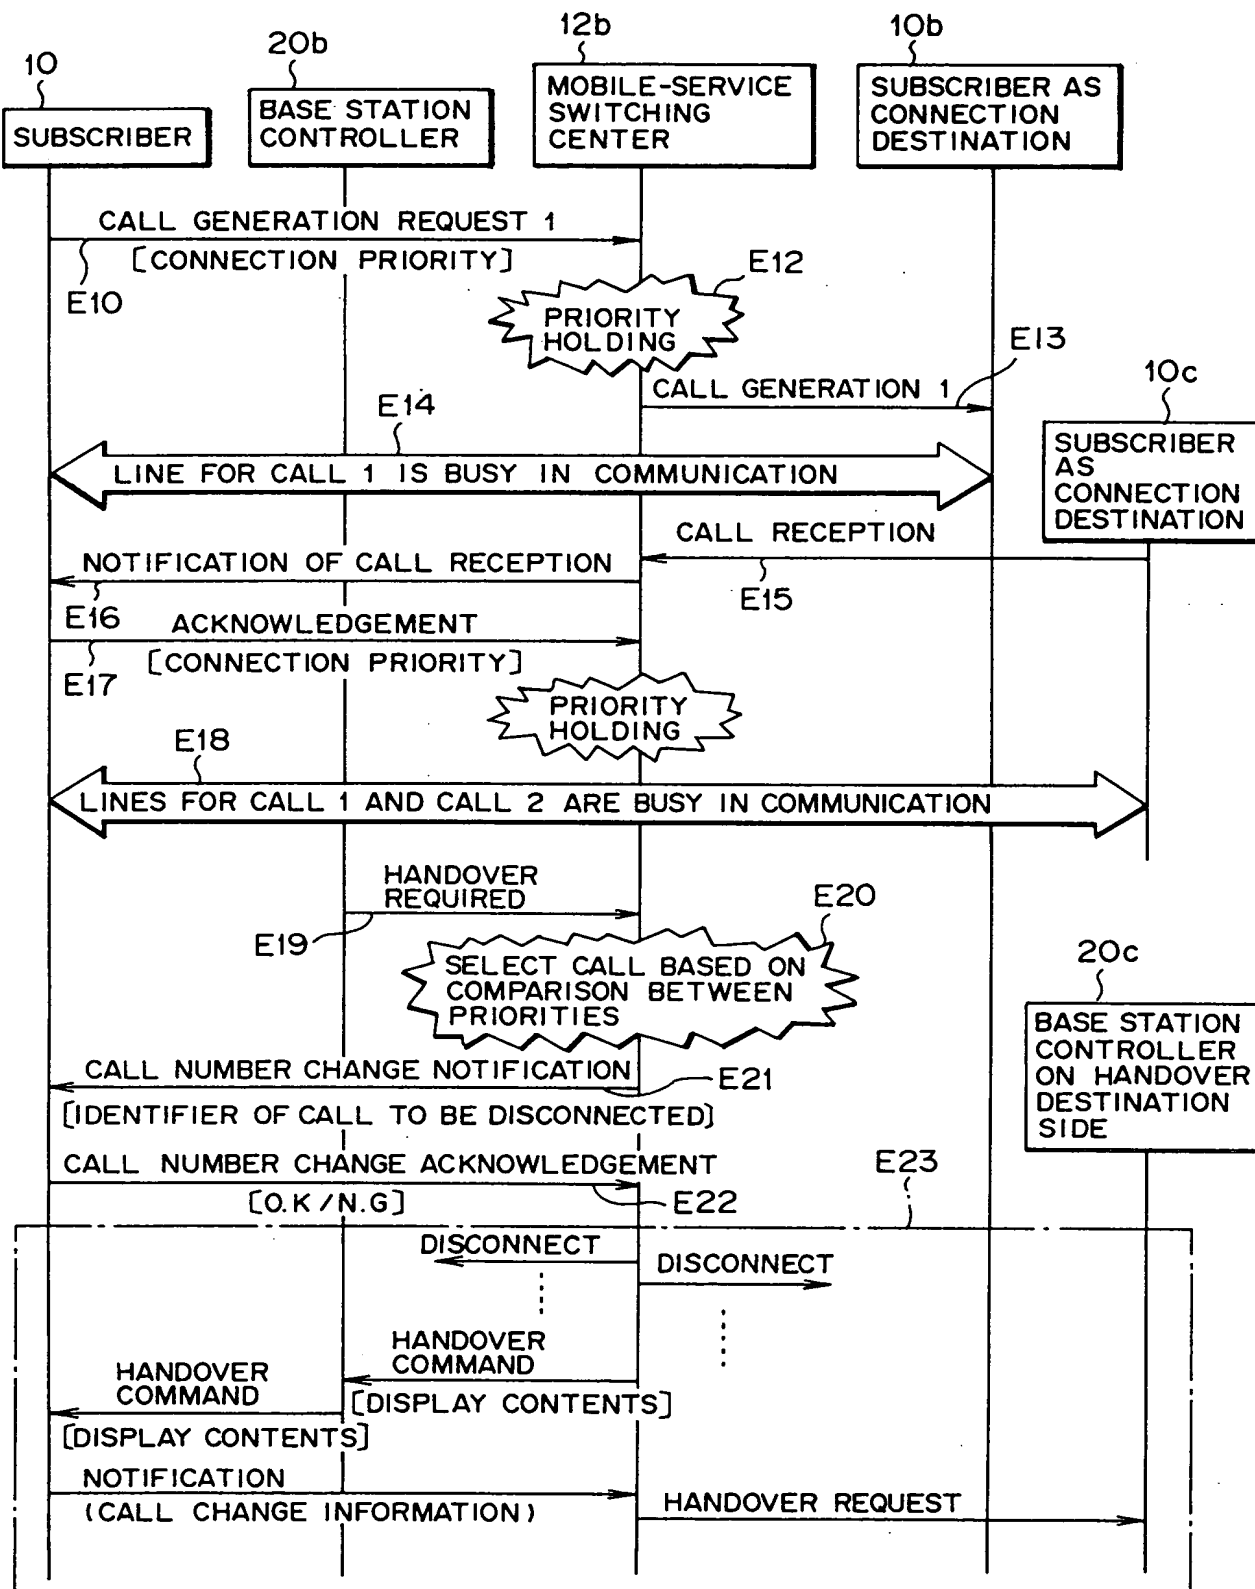 10
20b
12b
10b
SUBSCRIBER
BASE STATION
CONTROLLER
MOBILE-SERVICE
SWITCHING
CENTER
SUBSCRIBER AS
CONNECTION
DESTINATION
CALL GENERATION REQUEST 1
[CONNECTION PRIORITY]
E10
E12
PRIORITY
HOLDING
E13
CALL GENERATION 1
10c
SUBSCRIBER
AS
CONNECTION
DESTINATION
E14
LINE FOR CALL 1 IS BUSY IN COMMUNICATION
CALL RECEPTION
E15
NOTIFICATION OF CALL RECEPTION
E16
ACKNOWLEDGEMENT
[CONNECTION PRIORITY]
E17
PRIORITY
HOLDING
E18
LINES FOR CALL 1 AND CALL 2 ARE BUSY IN COMMUNICATION
HANDOVER
REQUIRED
E19
E20
SELECT CALL BASED ON
COMPARISON BETWEEN
PRIORITIES
20c
BASE STATION
CONTROLLER
ON HANDOVER
DESTINATION
SIDE
CALL NUMBER CHANGE NOTIFICATION
E21
[IDENTIFIER OF CALL TO BE DISCONNECTED]
CALL NUMBER CHANGE ACKNOWLEDGEMENT
[O.K/N.G]
E22
E23
DISCONNECT
DISCONNECT
HANDOVER
COMMAND
[DISPLAY CONTENTS]
HANDOVER
COMMAND
[DISPLAY CONTENTS]
NOTIFICATION
(CALL CHANGE INFORMATION)
HANDOVER REQUEST